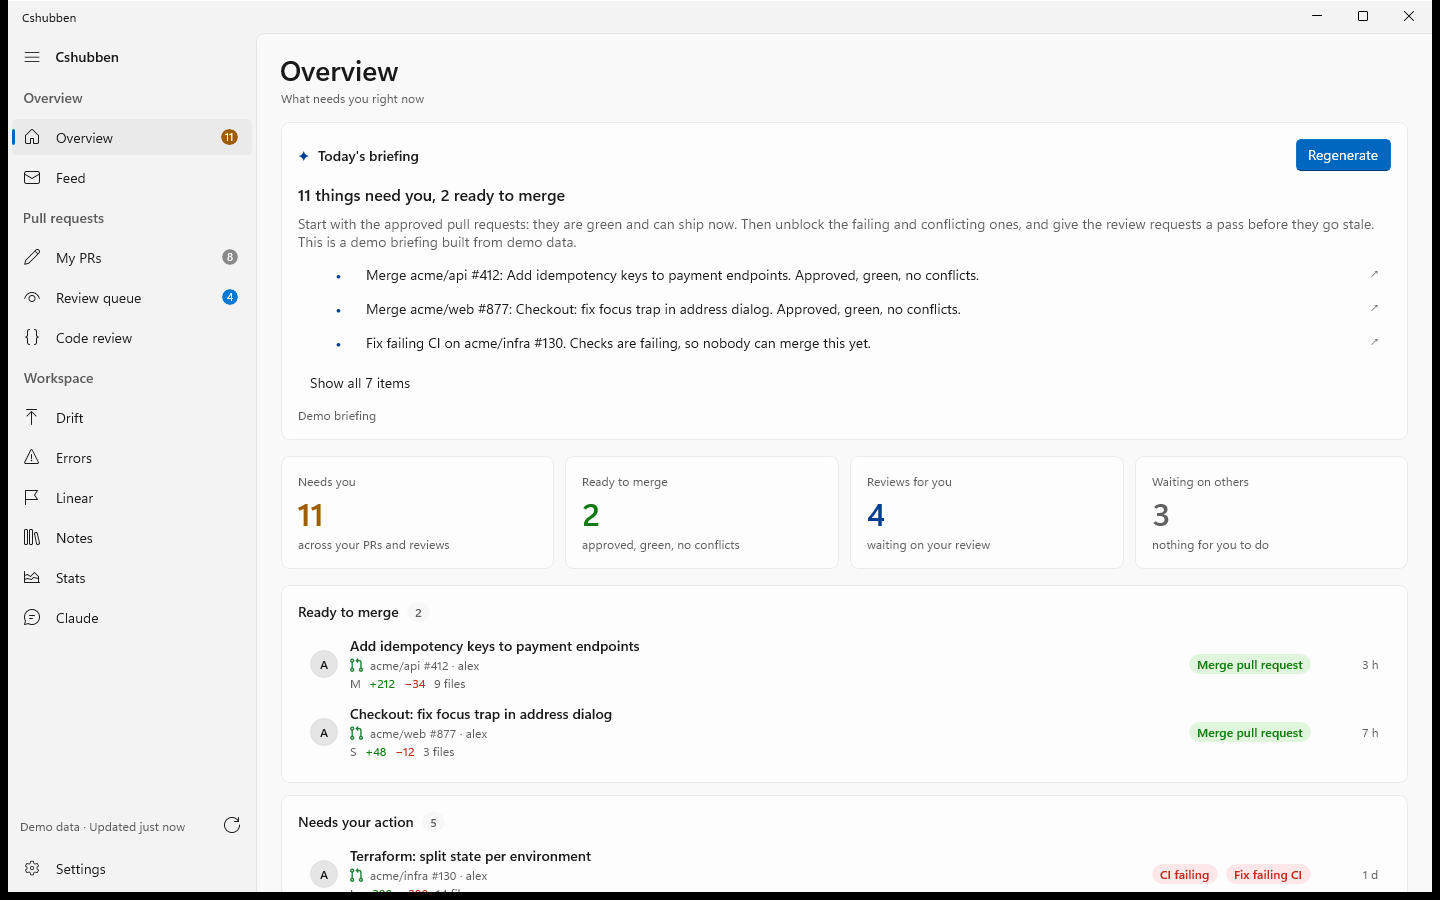 Cshubben
Cshubben
Overview
Overview 11
Feed
Pull requests
My PRs 8
Review queue 4
Code review
Workspace
Drift
Errors
Linear
Notes
Stats
Claude
Demo data · Updated just now
Settings
Overview
What needs you right now
Today's briefing
Regenerate
11 things need you, 2 ready to merge
Start with the approved pull requests: they are green and can ship now. Then unblock the failing and conflicting ones, and give the review requests a pass before they go stale.
This is a demo briefing built from demo data.
• Merge acme/api #412: Add idempotency keys to payment endpoints. Approved, green, no conflicts. ↗
• Merge acme/web #877: Checkout: fix focus trap in address dialog. Approved, green, no conflicts. ↗
• Fix failing CI on acme/infra #130. Checks are failing, so nobody can merge this yet. ↗
Show all 7 items
Demo briefing
Needs you
11
across your PRs and reviews
Ready to merge
2
approved, green, no conflicts
Reviews for you
4
waiting on your review
Waiting on others
3
nothing for you to do
Ready to merge 2
A
Add idempotency keys to payment endpoints
acme/api #412 · alex
M +212 −34 9 files
Merge pull request 3 h
A
Checkout: fix focus trap in address dialog
acme/web #877 · alex
S +48 −12 3 files
Merge pull request 7 h
Needs your action 5
A
Terraform: split state per environment
acme/infra #130 · alex
CI failing Fix failing CI 1 d